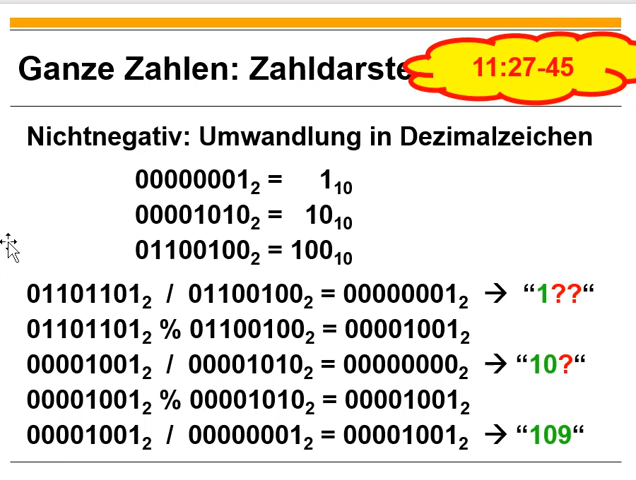 Ganze Zahlen: Zahldarste
11:27-45
Nichtnegativ: Umwandlung in Dezimalzeichen
00000001₂ = 1₁₀
00001010₂ = 10₁₀
01100100₂ = 100₁₀
01101101₂ / 01100100₂ = 00000001₂ → “1??“
01101101₂ % 01100100₂ = 00001001₂
00001001₂ / 00001010₂ = 00000000₂ → “10?“
00001001₂ % 00001010₂ = 00001001₂
00001001₂ / 00000001₂ = 00001001₂ → “109“